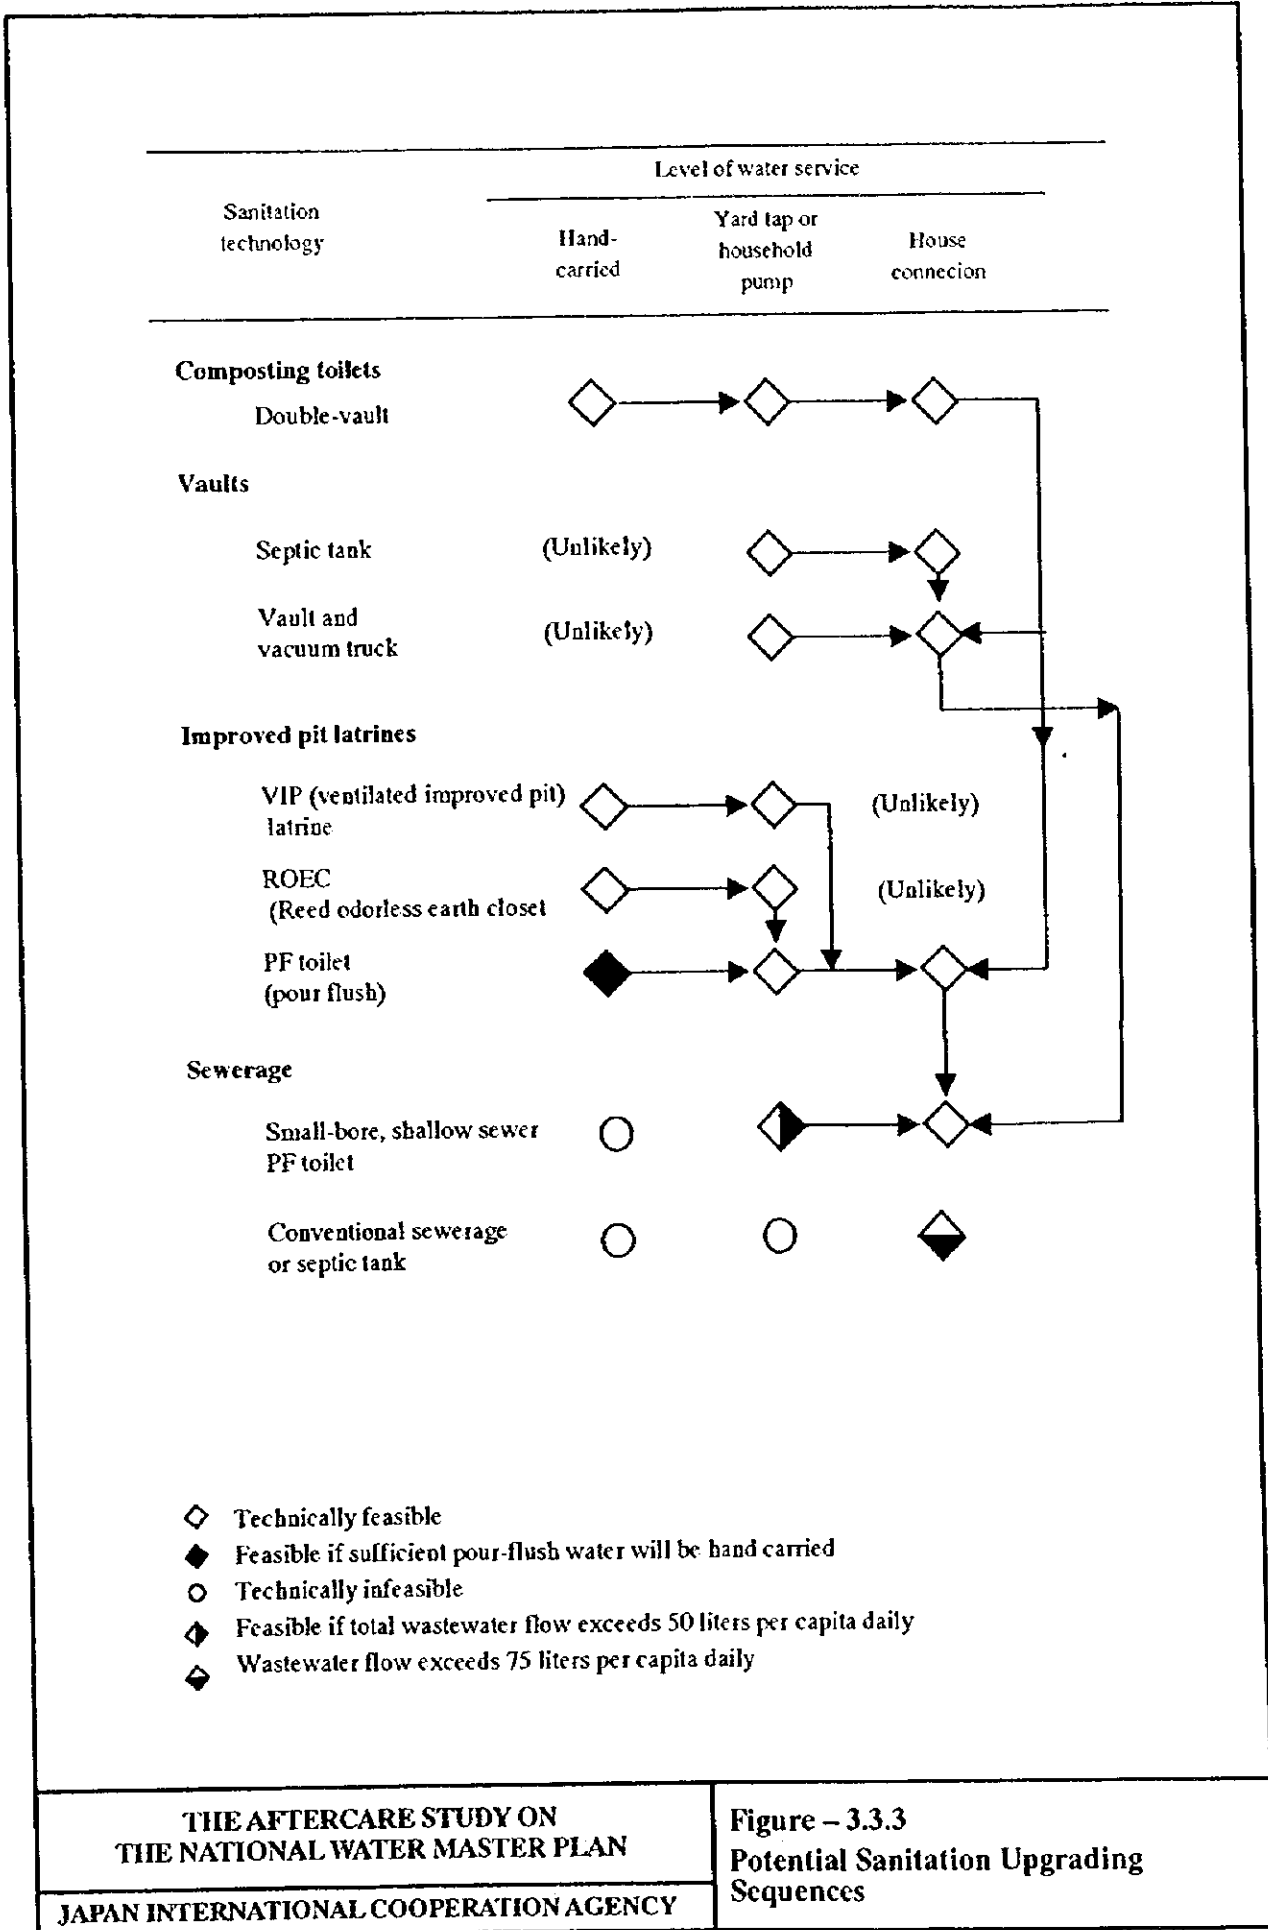 Level of water service
Sanitation
technology
Hand-
carried
Yard tap or
household
pump
House
connecion
Composting toilets
Double-vault
Vaults
Septic tank
(Unlikely)
Vault and
vacuum truck
(Unlikely)
Improved pit latrines
VIP (ventilated improved pit)
latrine
(Unlikely)
ROEC
(Reed odorless earth closet
(Unlikely)
PF toilet
(pour flush)
Sewerage
Small-bore, shallow sewer
PF toilet
Conventional sewerage
or septic tank
Technically feasible
Feasible if sufficient pour-flush water will be hand carried
Technically infeasible
Feasible if total wastewater flow exceeds 50 liters per capita daily
Wastewater flow exceeds 75 liters per capita daily
THE AFTERCARE STUDY ON
THE NATIONAL WATER MASTER PLAN
JAPAN INTERNATIONAL COOPERATION AGENCY
Figure – 3.3.3
Potential Sanitation Upgrading
Sequences